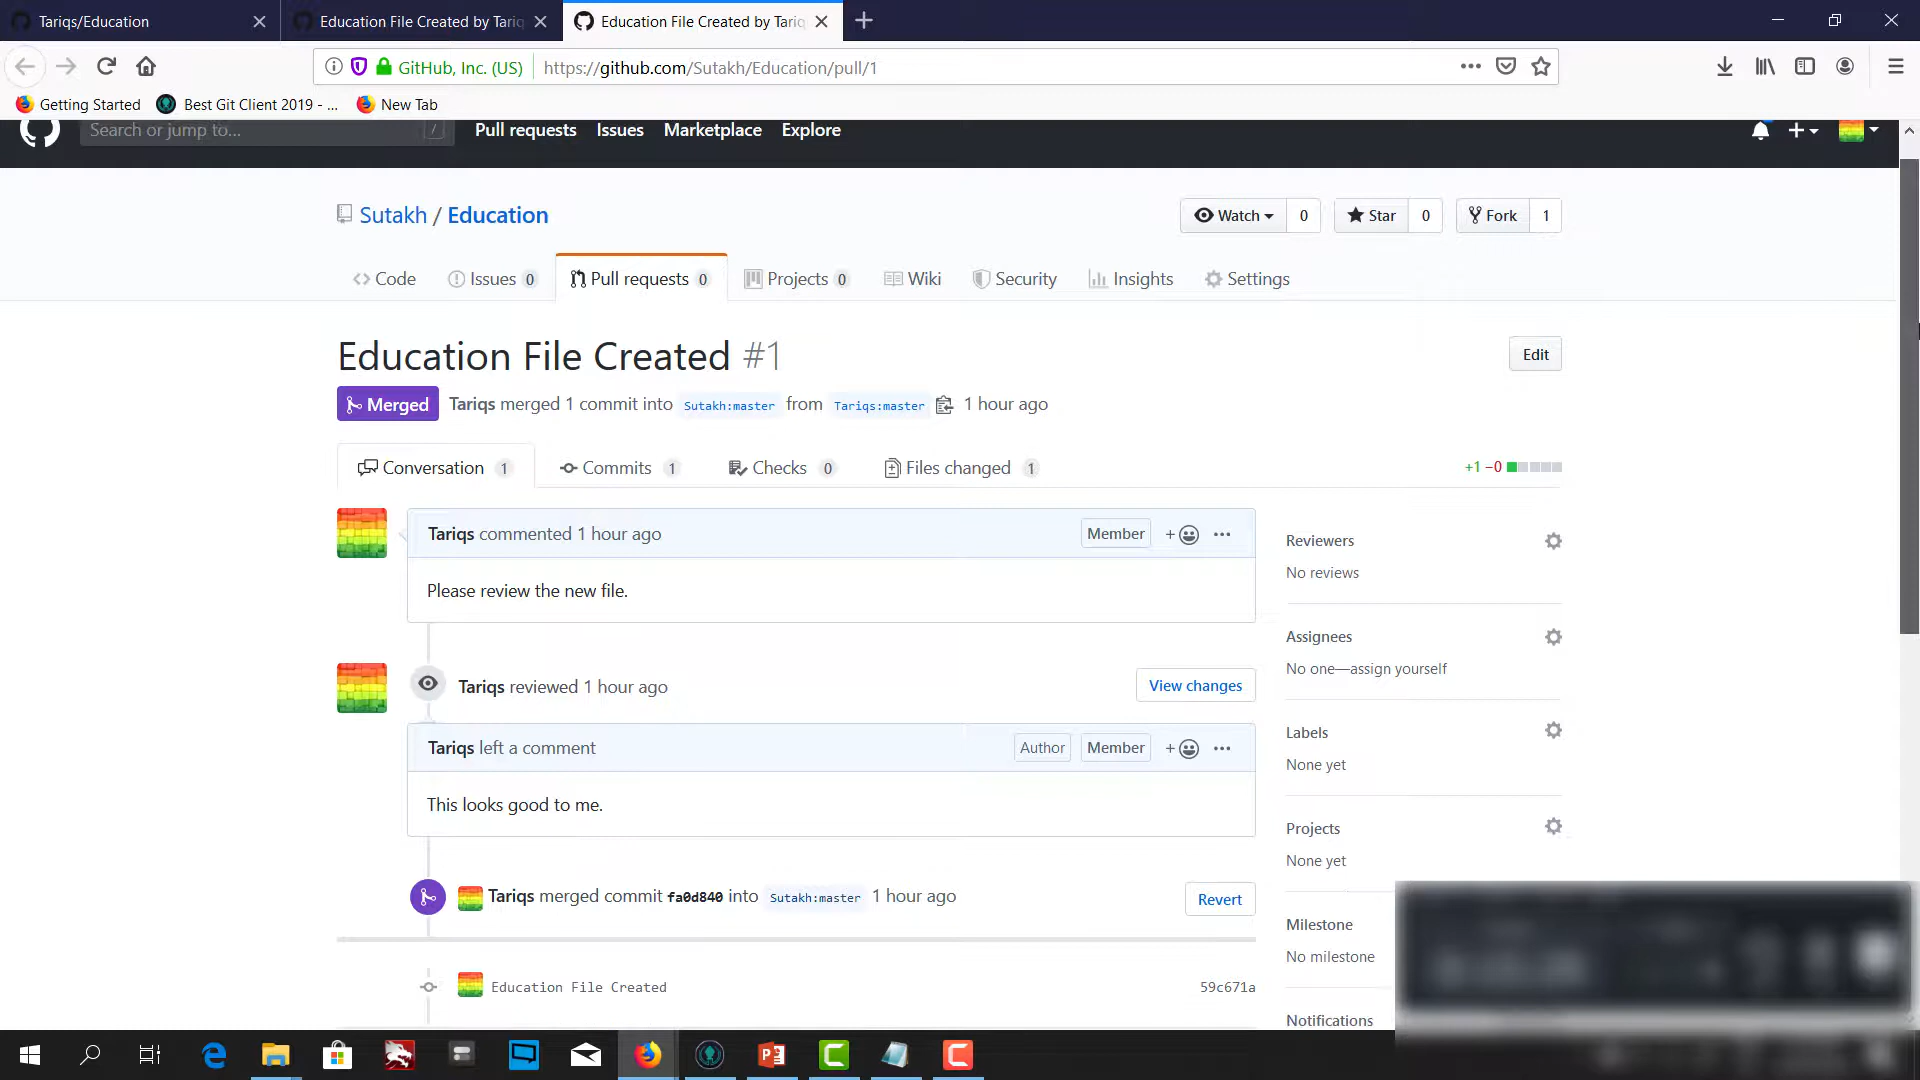 Tariqs/Education
Education File Created by Tariq
Education File Created by Tariq
GitHub, Inc. (US)
https://github.com/Sutakh/Education/pull/1
Getting Started
Best Git Client 2019 - ...
New Tab
Search or jump to... /
Pull requests Issues Marketplace Explore
Sutakh / Education
Watch 0
Star 0
Fork 1
Code
Issues 0
Pull requests 0
Projects 0
Wiki
Security
Insights
Settings
Education File Created #1
Edit
Merged Tariqs merged 1 commit into Sutakh:master from Tariqs:master 1 hour ago
Conversation 1
Commits 1
Checks 0
Files changed 1
+1 −0
Tariqs commented 1 hour ago
Member
Please review the new file.
Tariqs reviewed 1 hour ago
View changes
Tariqs left a comment
Author Member
This looks good to me.
Tariqs merged commit fa0d840 into Sutakh:master 1 hour ago
Revert
Education File Created
59c671a
Reviewers
No reviews
Assignees
No one—assign yourself
Labels
None yet
Projects
None yet
Milestone
No milestone
Notifications